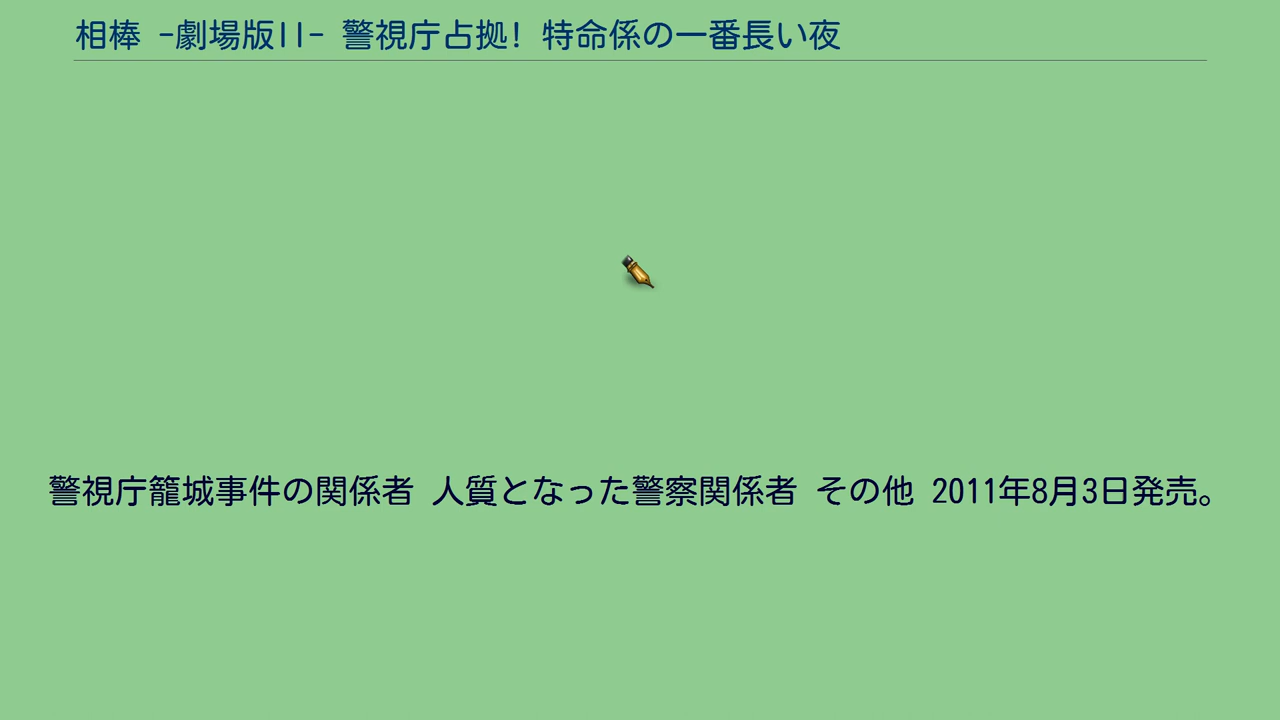 相棒 -劇場版II- 警視庁占拠! 特命係の一番長い夜
警視庁籠城事件の関係者 人質となった警察関係者 その他 2011年8月3日発売。